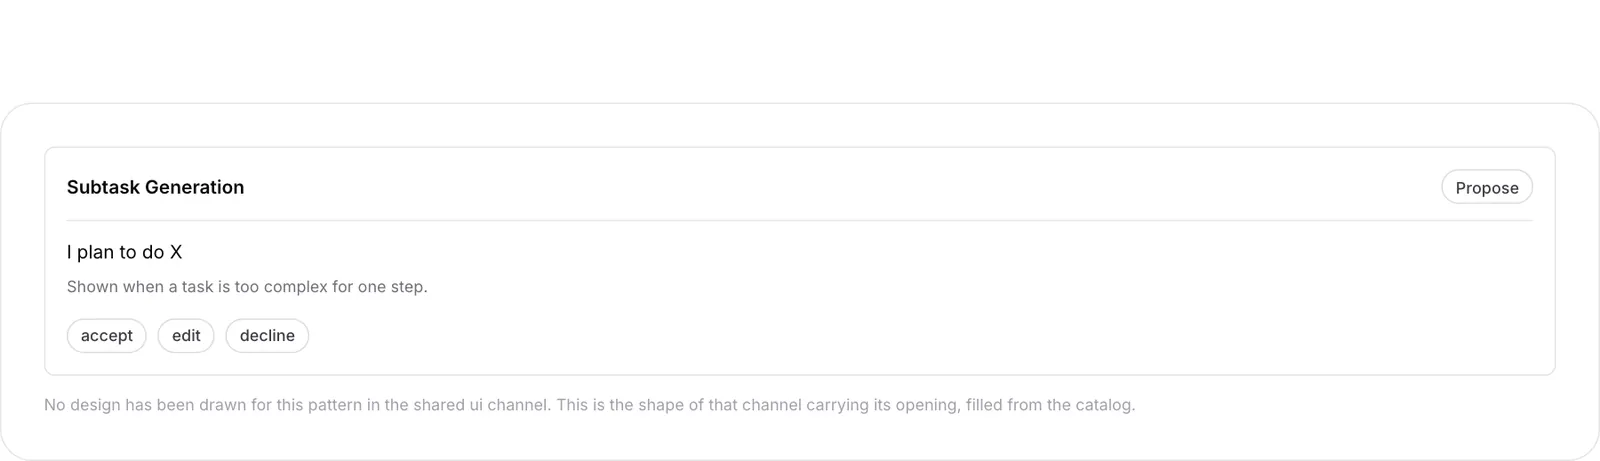 Subtask Generation
Propose
I plan to do X
Shown when a task is too complex for one step.
accept
edit
decline
No design has been drawn for this pattern in the shared ui channel. This is the shape of that channel carrying its opening, filled from the catalog.